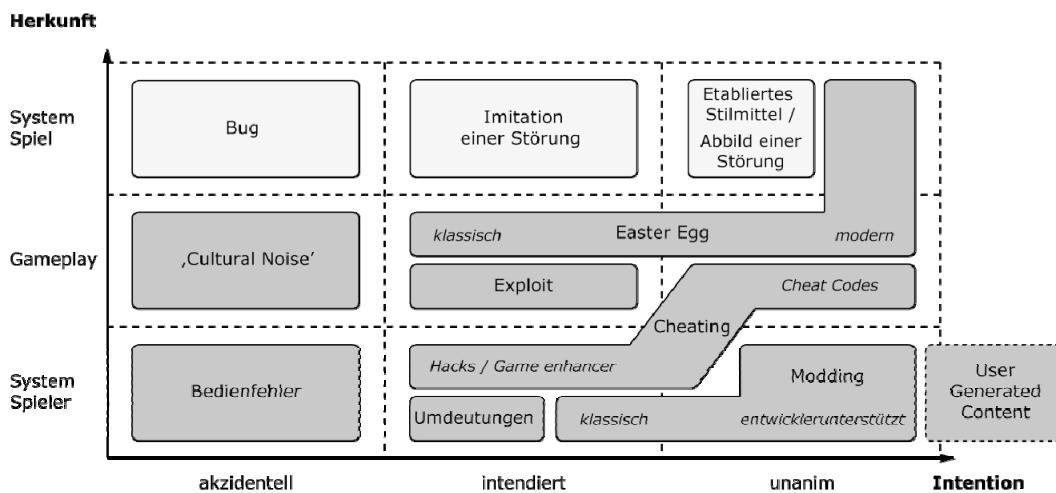 Herkunft
System
Spiel
Bug
Imitation
einer Störung
Etabliertes
Stilmittel /
Abbild einer
Störung
Gameplay
‚Cultural Noise’
klassisch
Easter Egg
modern
Exploit
Cheat Codes
Cheating
System
Spieler
Bedienfehler
Hacks / Game enhancer
Modding
Umdeutungen
klassisch
entwicklerunterstützt
User
Generated
Content
akzidentell
intendiert
unanim
Intention